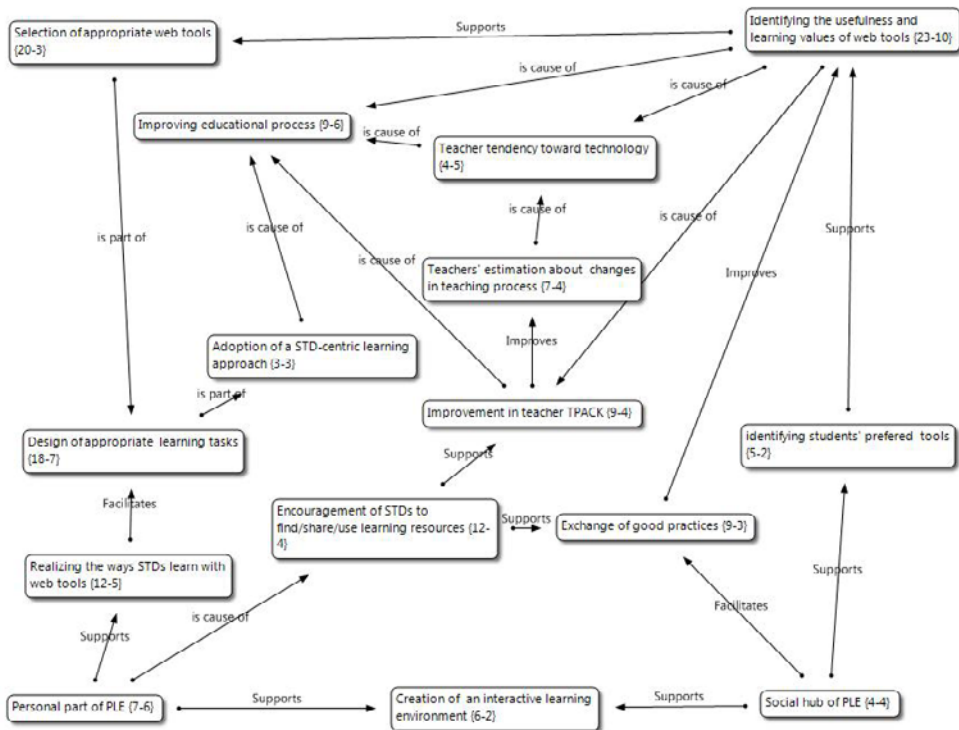 Selection of appropriate web tools
{20-3}
Supports
Identifying the usefulness and
learning values of web tools {23-10}
is cause of
is cause of
Improving educational process {9-6}
is cause of
Teacher tendency toward technology
{4-5}
is part of
is cause of
is cause of
is cause of
is cause of
Supports
Teachers' estimation about changes
in teaching process {7-4}
Improves
Adoption of a STD-centric learning
approach {3-3}
Improves
is part of
Improvement in teacher TPACK {9-4}
Design of appropriate learning tasks
{18-7}
identifying students' prefered tools
{5-2}
Supports
Facilitates
Encouragement of STDs to
find/share/use learning resources {12-
4}
Supports
Exchange of good practices {9-3}
Realizing the ways STDs learn with
web tools {12-5}
Supports
is cause of
Facilitates
Supports
Personal part of PLE {7-6}
Supports
Creation of an interactive learning
environment {6-2}
Supports
Social hub of PLE {4-4}